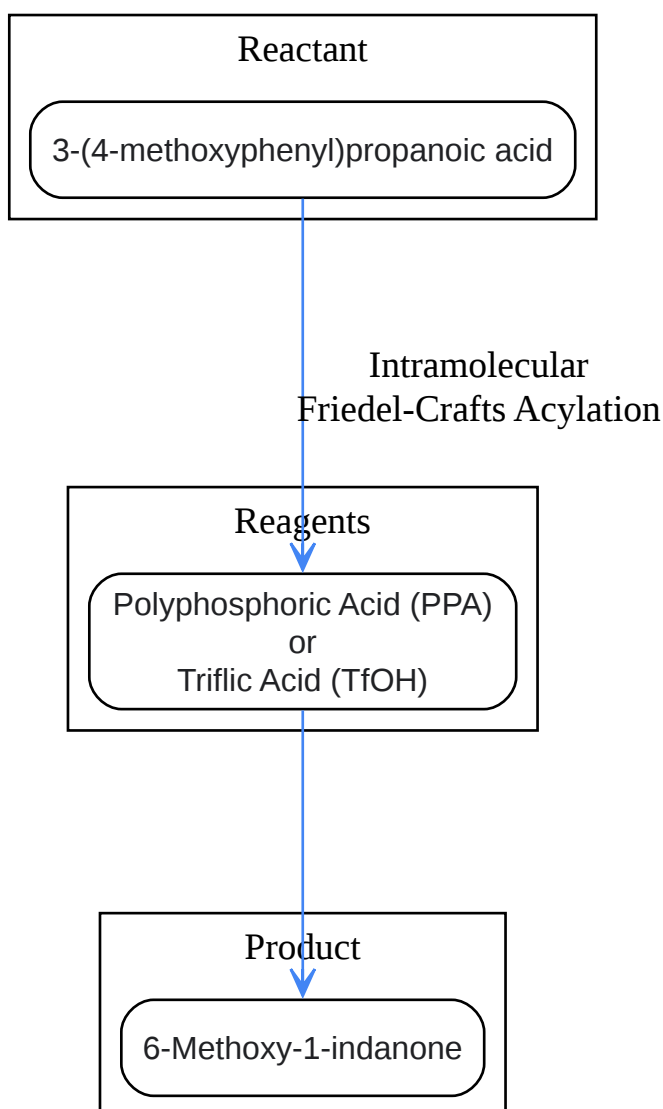 Reactant
3-(4-methoxyphenyl)propanoic acid
Intramolecular
Friedel-Crafts Acylation
Reagents
Polyphosphoric Acid (PPA)
or
Triflic Acid (TfOH)
Product
6-Methoxy-1-indanone